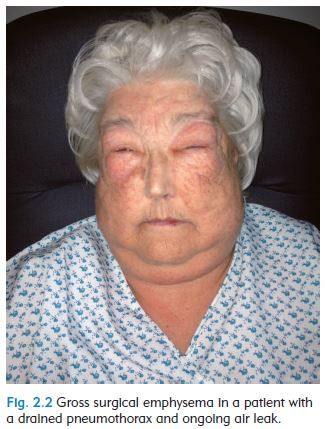 Fig. 2.2 Gross surgical emphysema in a patient with
a drained pneumothorax and ongoing air leak.